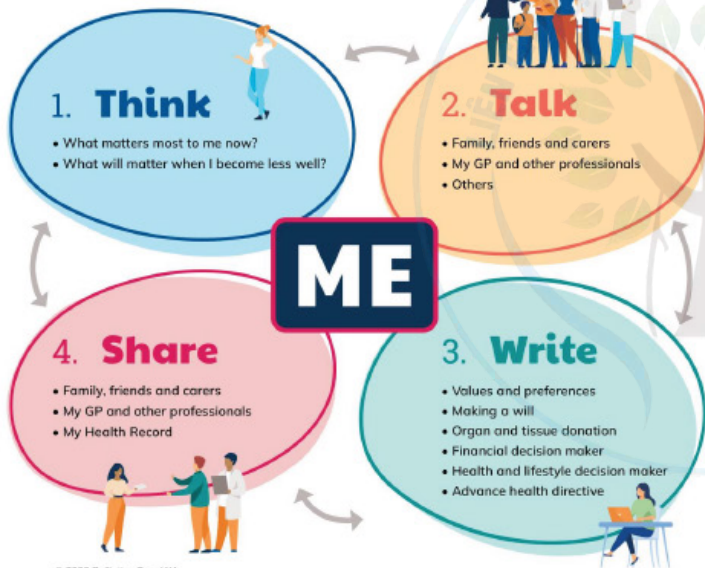 1. Think
• What matters most to me now?
• What will matter when I become less well?
2. Talk
• Family, friends and carers
• My GP and other professionals
• Others
ME
3. Write
• Values and preferences
• Making a will
• Organ and tissue donation
• Financial decision maker
• Health and lifestyle decision maker
• Advance health directive
4. Share
• Family, friends and carers
• My GP and other professionals
• My Health Record